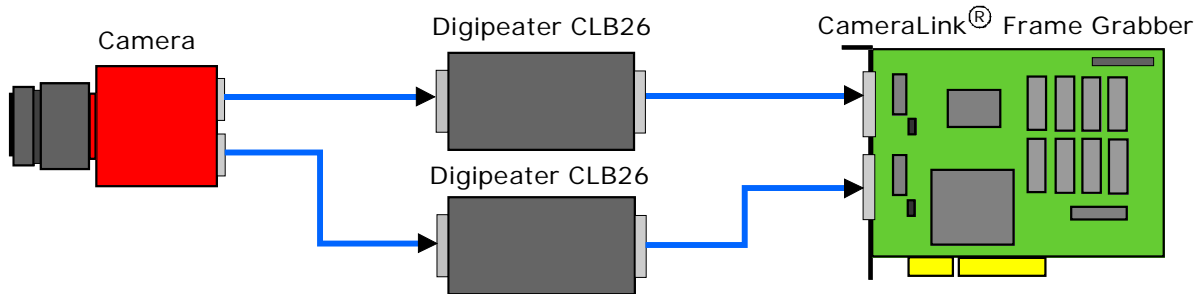 Camera
Digipeater CLB26
CameraLink® Frame Grabber
Digipeater CLB26